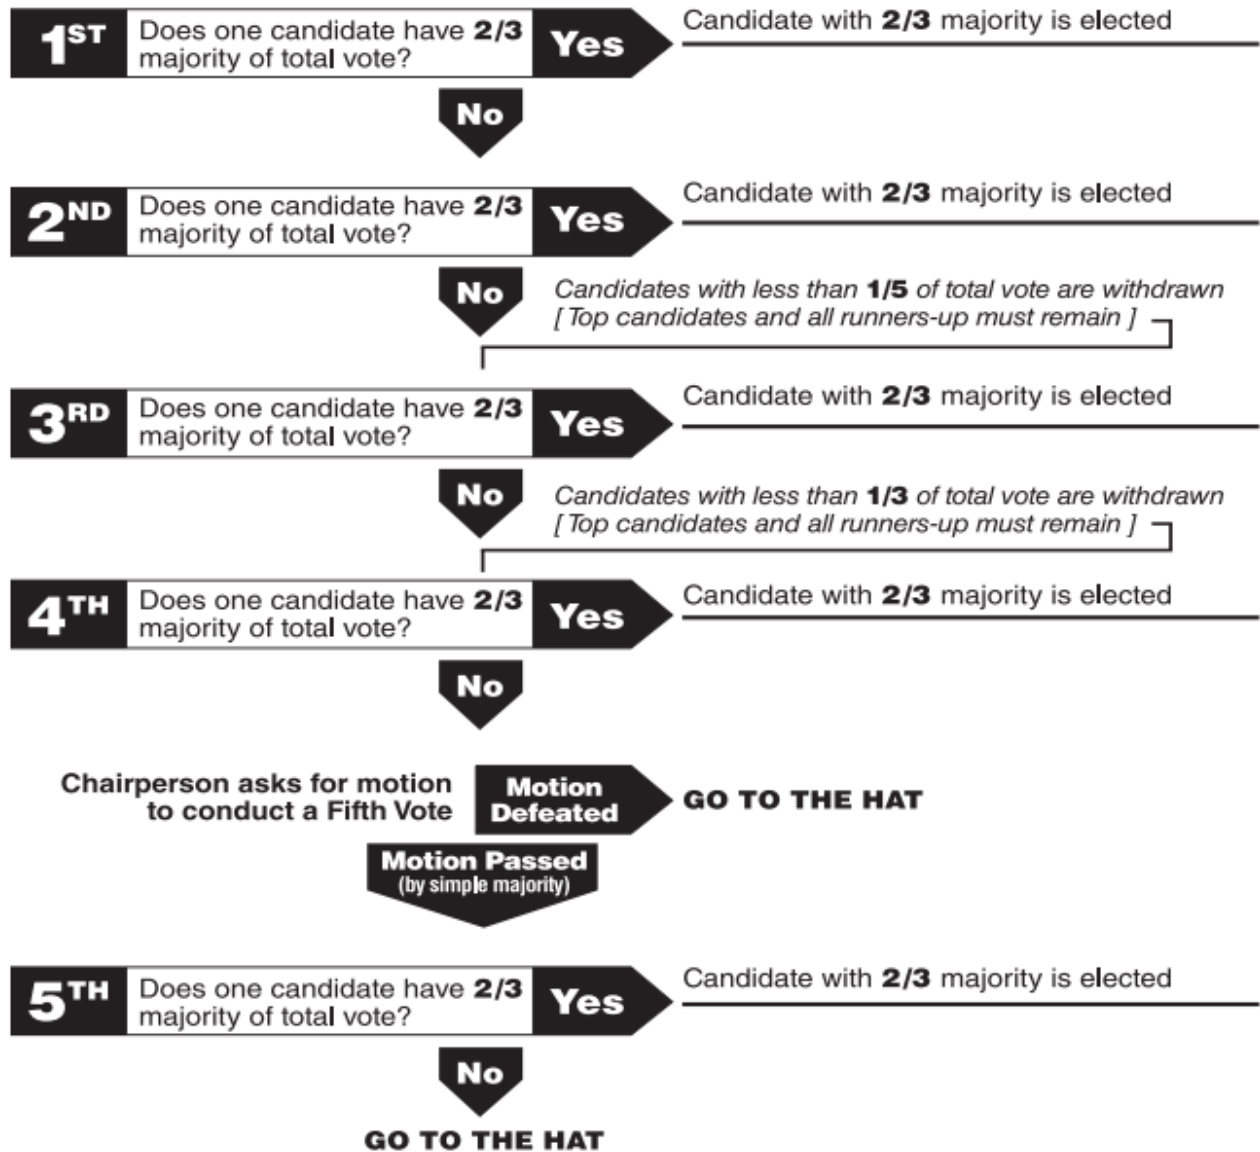 1ST Does one candidate have 2/3 majority of total vote? Yes Candidate with 2/3 majority is elected
No
2ND Does one candidate have 2/3 majority of total vote? Yes Candidate with 2/3 majority is elected
No
Candidates with less than 1/5 of total vote are withdrawn
[ Top candidates and all runners-up must remain ]
3RD Does one candidate have 2/3 majority of total vote? Yes Candidate with 2/3 majority is elected
No
Candidates with less than 1/3 of total vote are withdrawn
[ Top candidates and all runners-up must remain ]
4TH Does one candidate have 2/3 majority of total vote? Yes Candidate with 2/3 majority is elected
No
Chairperson asks for motion
to conduct a Fifth Vote
Motion
Defeated
GO TO THE HAT
Motion Passed
(by simple majority)
5TH Does one candidate have 2/3 majority of total vote? Yes Candidate with 2/3 majority is elected
No
GO TO THE HAT